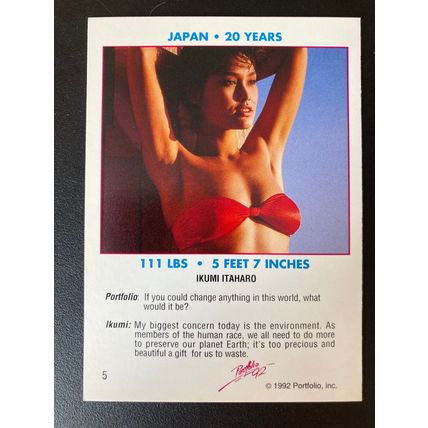 JAPAN • 20 YEARS
111 LBS • 5 FEET 7 INCHES
IKUMI ITAHARO
Portfolio: If you could change anything in this world, what
would it be?
Ikumi: My biggest concern today is the environment. As
members of the human race, we all need to do more
to preserve our planet Earth; it's too precious and
beautiful a gift for us to waste.
Portfolio
92
5
© 1992 Portfolio, Inc.